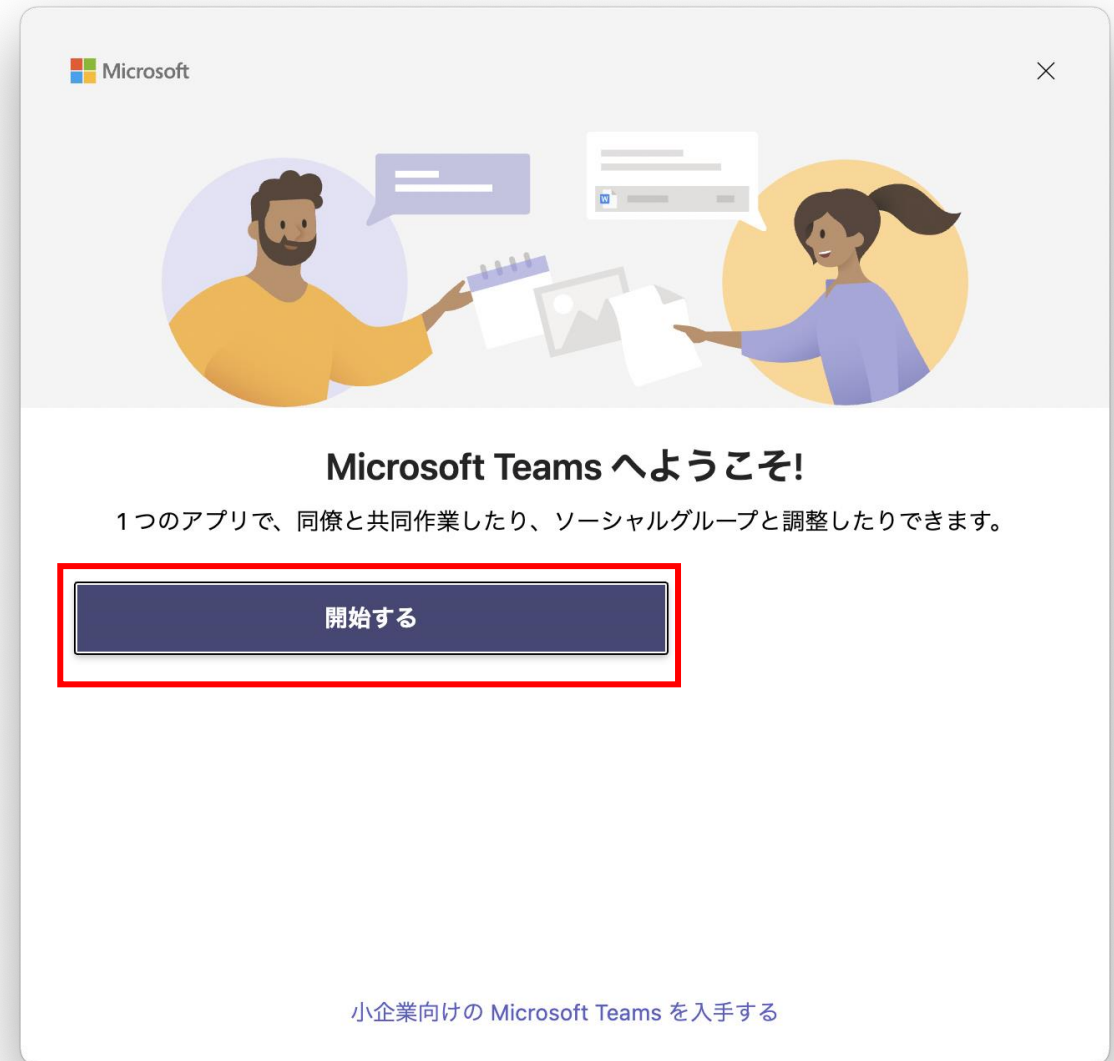 Microsoft
Microsoft Teams へようこそ!
1 つのアプリで、同僚と共同作業したり、ソーシャルグループと調整したりできます。
開始する
小企業向けの Microsoft Teams を入手する